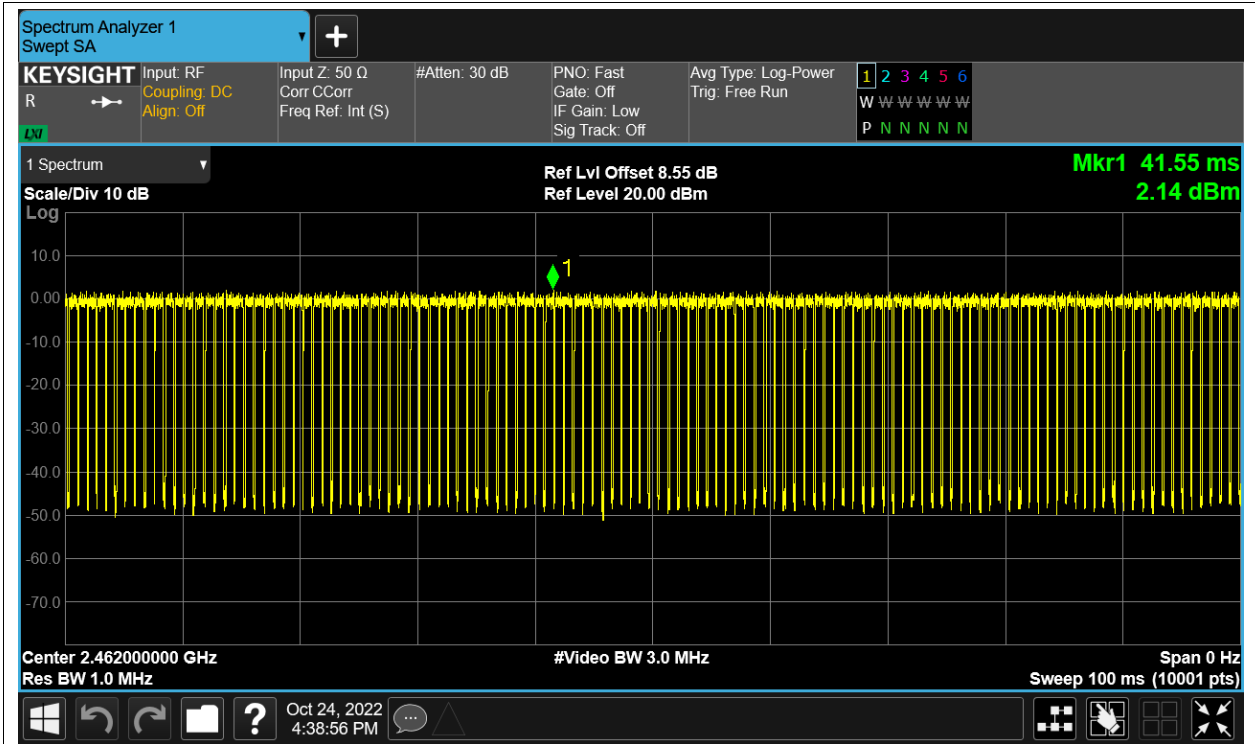 Spectrum Analyzer 1
Swept SA
+
KEYSIGHT
R
LXI
Input: RF
Coupling: DC
Align: Off
Input Z: 50 Ω
Corr CCorr
Freq Ref: Int (S)
#Atten: 30 dB
PNO: Fast
Gate: Off
IF Gain: Low
Sig Track: Off
Avg Type: Log-Power
Trig: Free Run
1 2 3 4 5 6
W W W W W W
P N N N N N
1 Spectrum
Scale/Div 10 dB
Log
Ref Lvl Offset 8.55 dB
Ref Level 20.00 dBm
Mkr1 41.55 ms
2.14 dBm
10.0
1
0.00
-10.0
-20.0
-30.0
-40.0
-50.0
-60.0
-70.0
Center 2.462000000 GHz
Res BW 1.0 MHz
#Video BW 3.0 MHz
Span 0 Hz
Sweep 100 ms (10001 pts)
?
Oct 24, 2022
4:38:56 PM